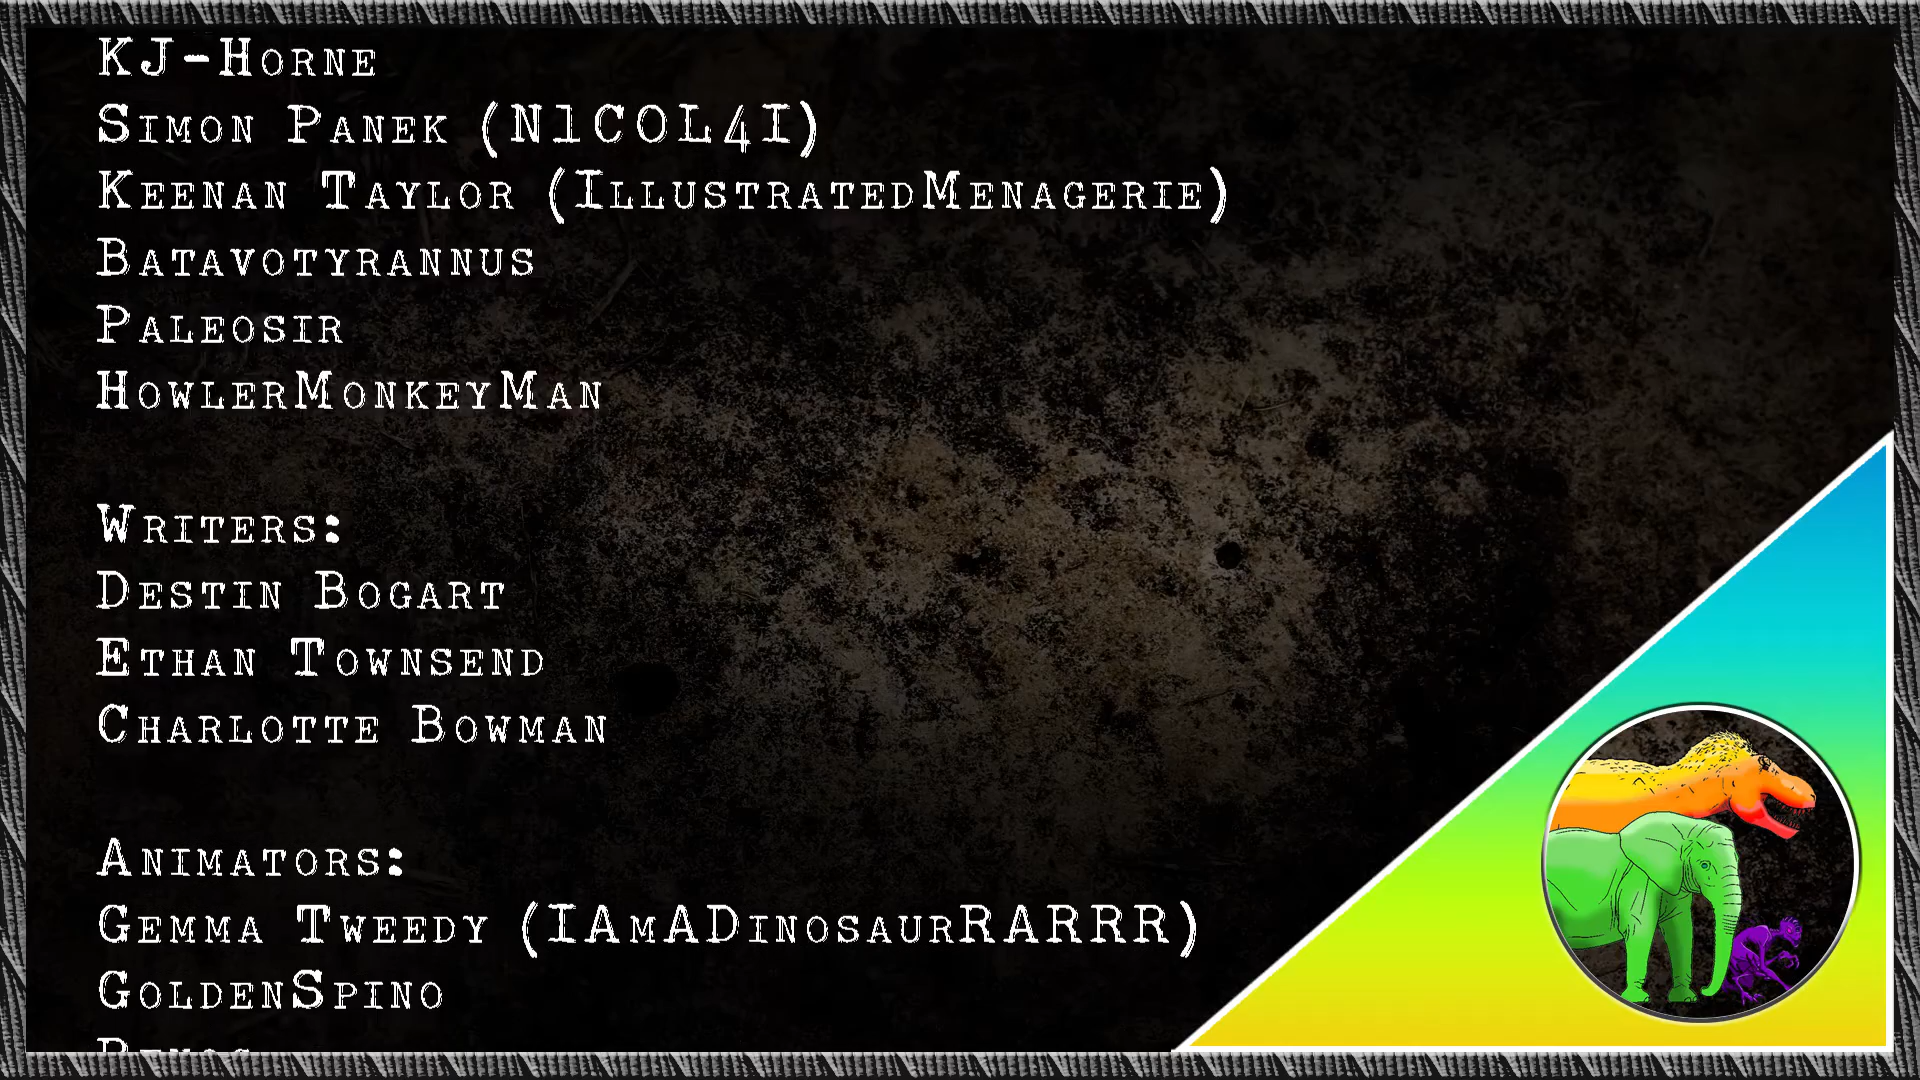 KJ-Horne
Simon Panek (N1COL4I)
Keenan Taylor (IllustratedMenagerie)
Batavotyrannus
Paleosir
HowlerMonkeyMan
Writers:
Destin Bogart
Ethan Townsend
Charlotte Bowman
Animators:
Gemma Tweedy (IAmADinosaurRARRR)
GoldenSpino